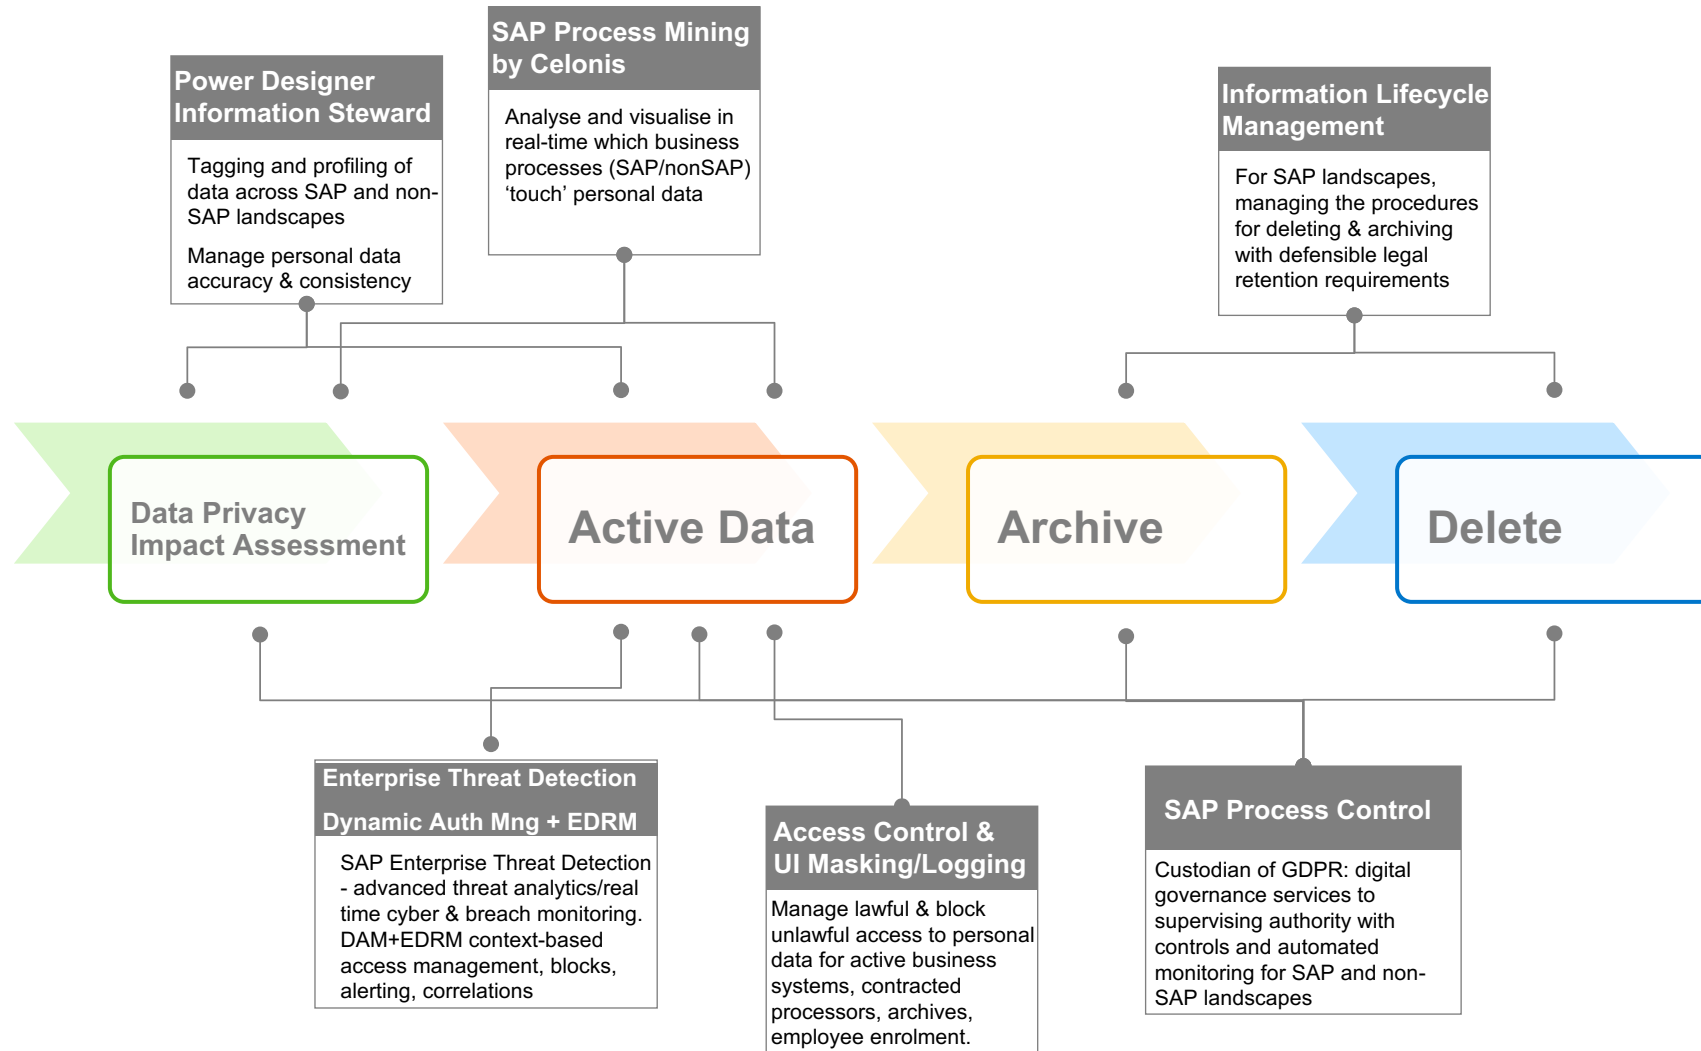 SAP Process Mining
by Celonis
Analyse and visualise in
real-time which business
processes (SAP/nonSAP)
‘touch’ personal data
Power Designer
Information Steward
Tagging and profiling of
data across SAP and non-
SAP landscapes
Manage personal data
accuracy & consistency
Information Lifecycle
Management
For SAP landscapes,
managing the procedures
for deleting & archiving
with defensible legal
retention requirements
Data Privacy
Impact Assessment
Active Data
Archive
Delete
Enterprise Threat Detection
Dynamic Auth Mng + EDRM
SAP Enterprise Threat Detection
- advanced threat analytics/real
time cyber & breach monitoring.
DAM+EDRM context-based
access management, blocks,
alerting, correlations
Access Control &
UI Masking/Logging
Manage lawful & block
unlawful access to personal
data for active business
systems, contracted
processors, archives,
employee enrolment.
SAP Process Control
Custodian of GDPR: digital
governance services to
supervising authority with
controls and automated
monitoring for SAP and non-
SAP landscapes